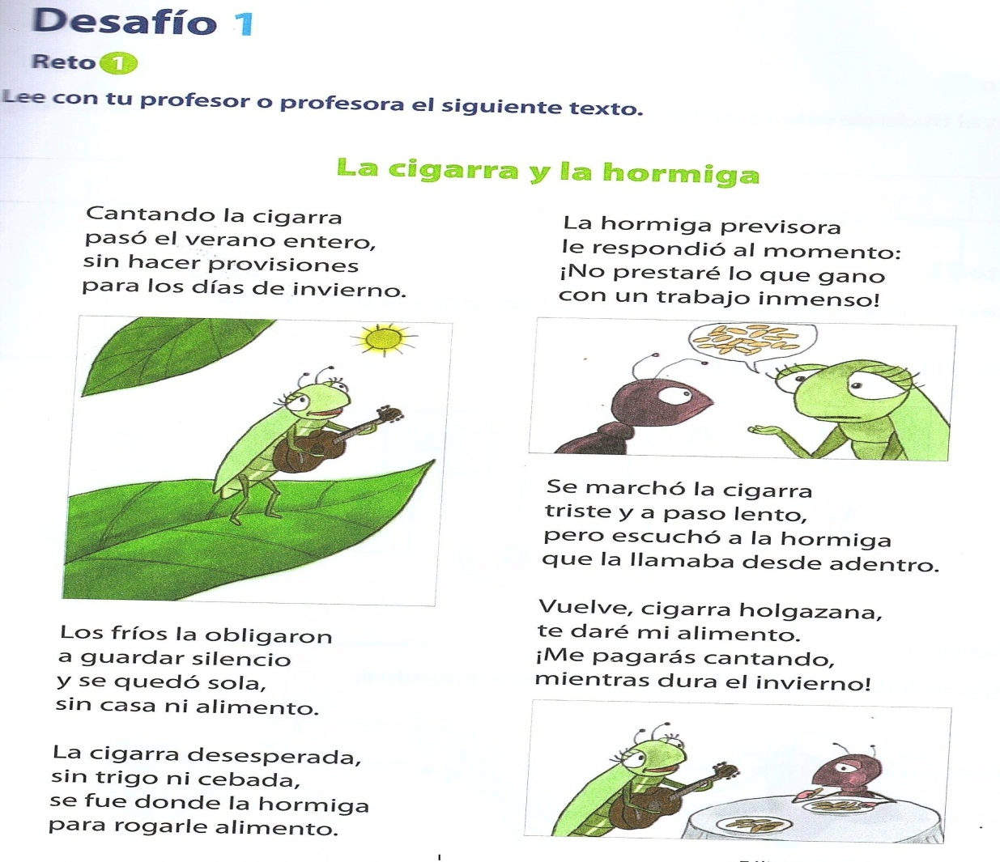 Desafío 1
Reto 1
Lee con tu profesor o profesora el siguiente texto.
La cigarra y la hormiga
Cantando la cigarra
pasó el verano entero,
sin hacer provisiones
para los días de invierno.
Los fríos la obligaron
a guardar silencio
y se quedó sola,
sin casa ni alimento.
La cigarra desesperada,
sin trigo ni cebada,
se fue donde la hormiga
para rogarle alimento.
La hormiga previsora
le respondió al momento:
¡No prestaré lo que gano
con un trabajo inmenso!
Se marchó la cigarra
triste y a paso lento,
pero escuchó a la hormiga
que la llamaba desde adentro.
Vuelve, cigarra holgazana,
te daré mi alimento.
¡Me pagarás cantando,
mientras dura el invierno!